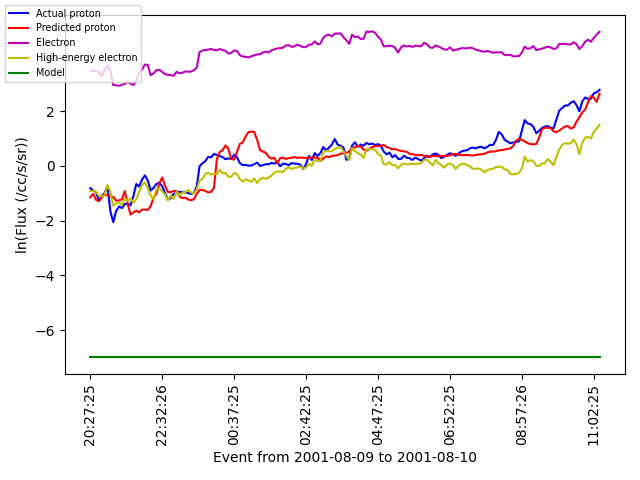 Actual proton
Predicted proton
Electron
High-energy electron
Model
ln(Flux (/cc/s/sr))
2
0
−2
−4
−6
20:27:25
22:32:26
00:37:25
02:42:25
04:47:25
06:52:25
08:57:26
11:02:25
Event from 2001-08-09 to 2001-08-10